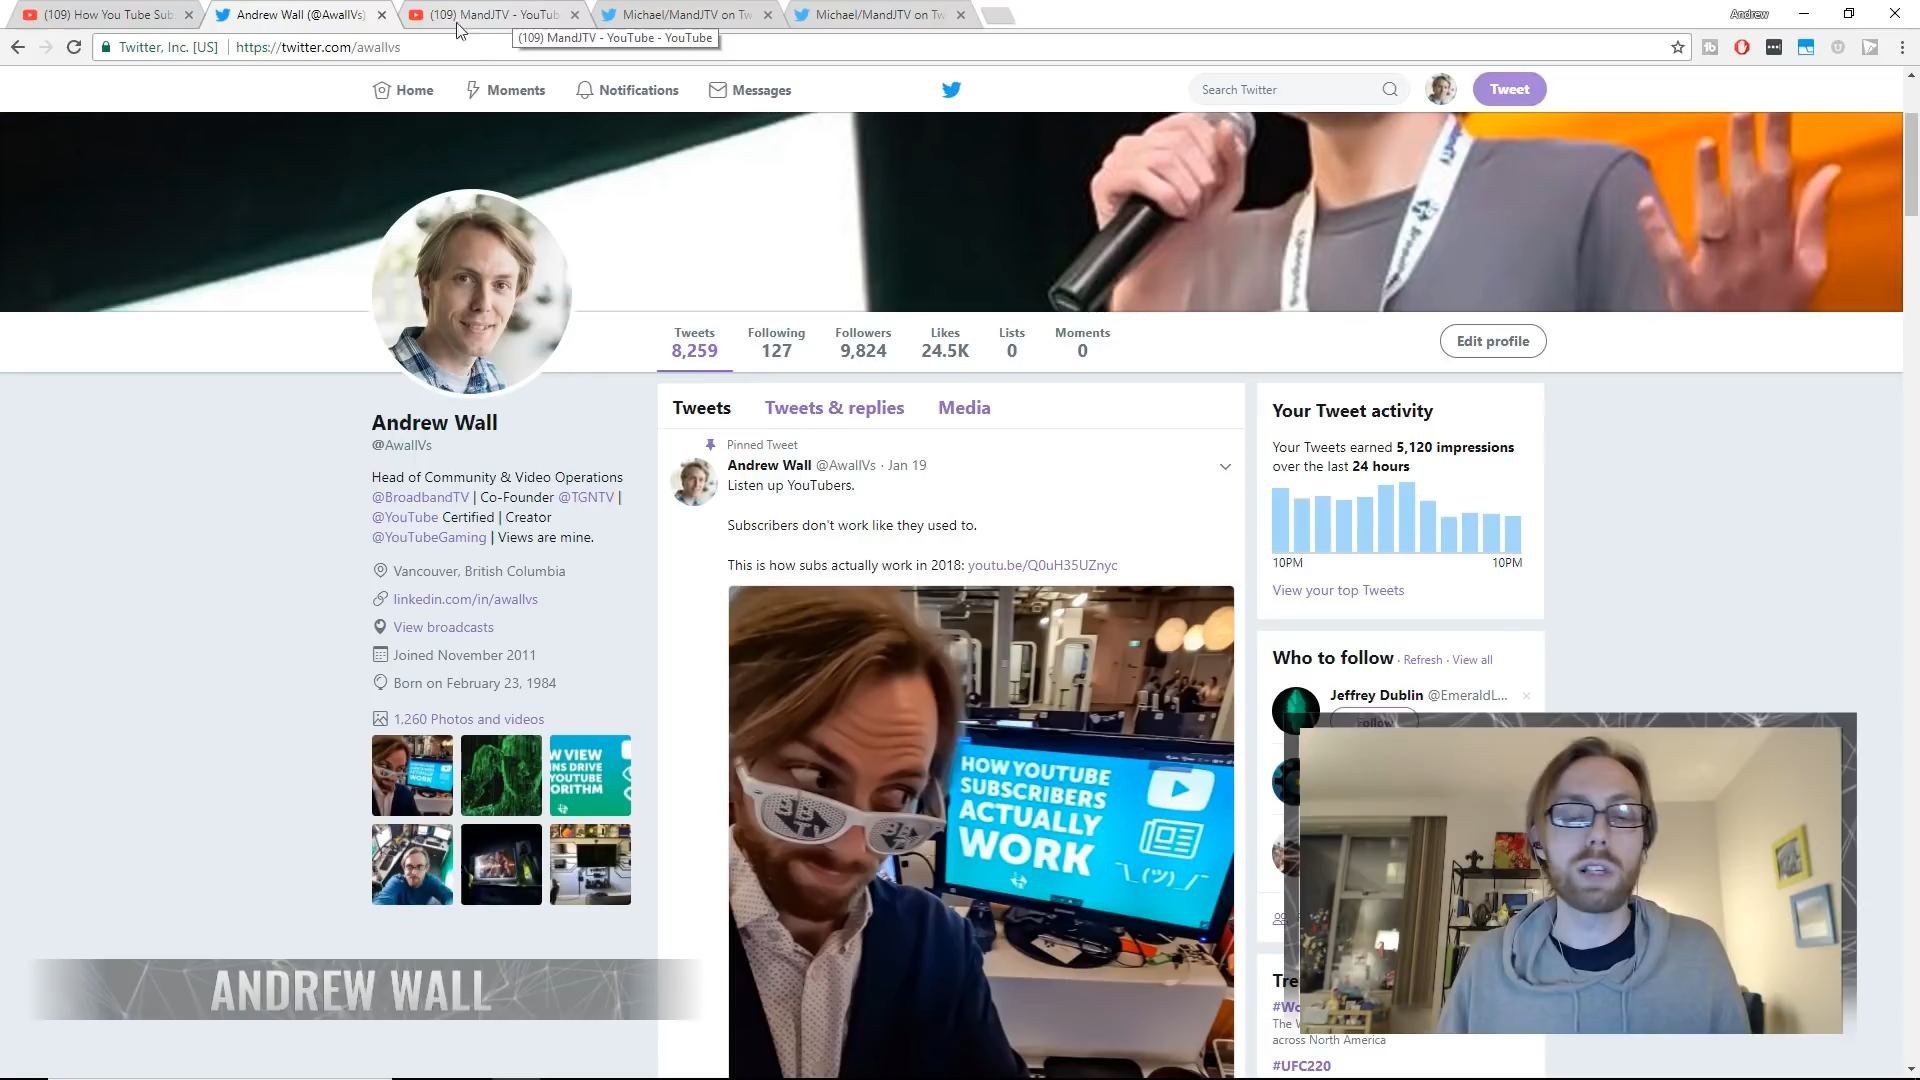 (109) How You Tube Sub
Andrew Wall (@AwallVs)
(109) MandJTV - YouTub
Michael/MandJTV on Tw
Michael/MandJTV on Tw
Andrew
(109) MandJTV - YouTube - YouTube
Twitter, Inc. [US]
https://twitter.com/awallvs
Home
Moments
Notifications
Messages
Search Twitter
Tweet
Tweets
8,259
Following
127
Followers
9,824
Likes
24.5K
Lists
0
Moments
0
Edit profile
Andrew Wall
@AwallVs
Head of Community & Video Operations
@BroadbandTV | Co-Founder @TGNTV |
@YouTube Certified | Creator
@YouTubeGaming | Views are mine.
Vancouver, British Columbia
linkedin.com/in/awallvs
View broadcasts
Joined November 2011
Born on February 23, 1984
1,260 Photos and videos
Tweets
Tweets & replies
Media
Pinned Tweet
Andrew Wall @AwallVs · Jan 19
Listen up YouTubers.
Subscribers don't work like they used to.
This is how subs actually work in 2018: youtu.be/Q0uH35UZnyc
HOW YOUTUBE
SUBSCRIBERS
ACTUALLY
WORK
¯\_(ツ)_/¯
BBTV
BBTV
Your Tweet activity
Your Tweets earned 5,120 impressions
over the last 24 hours
10PM
10PM
View your top Tweets
Who to follow · Refresh · View all
Jeffrey Dublin @EmeraldL...
Follow
Tre
#Wo
The W
across North America
#UFC220
ANDREW WALL